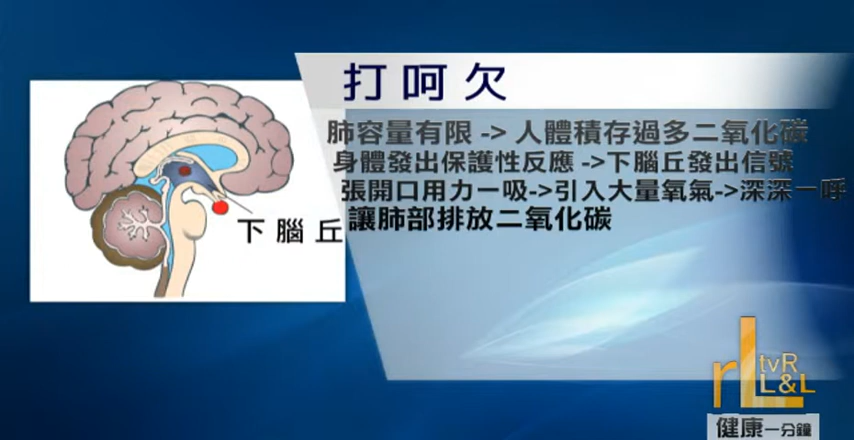 打呵欠
肺容量有限 -> 人體積存過多二氧化碳
身體發出保護性反應 ->下腦丘發出信號
張開口用力一吸->引入大量氧氣->深深一呼
讓肺部排放二氧化碳
下腦丘
tvR
L&L
健康一分鐘